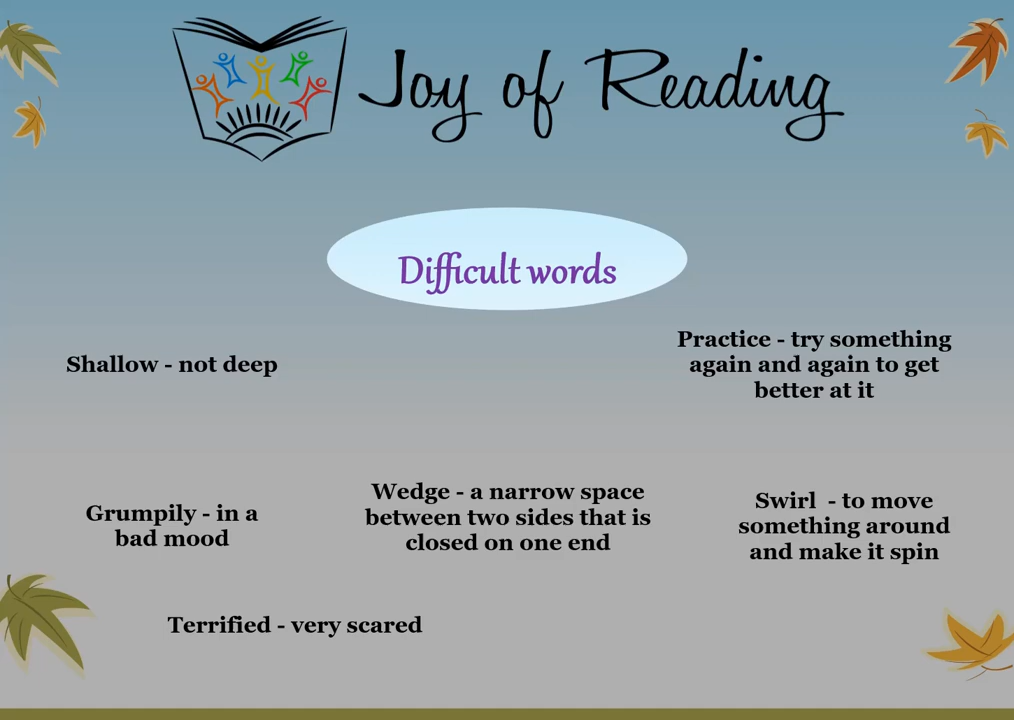 Joy of Reading
Difficult words
Shallow - not deep
Practice - try something
again and again to get
better at it
Grumpily - in a
bad mood
Wedge - a narrow space
between two sides that is
closed on one end
Swirl  - to move
something around
and make it spin
Terrified - very scared